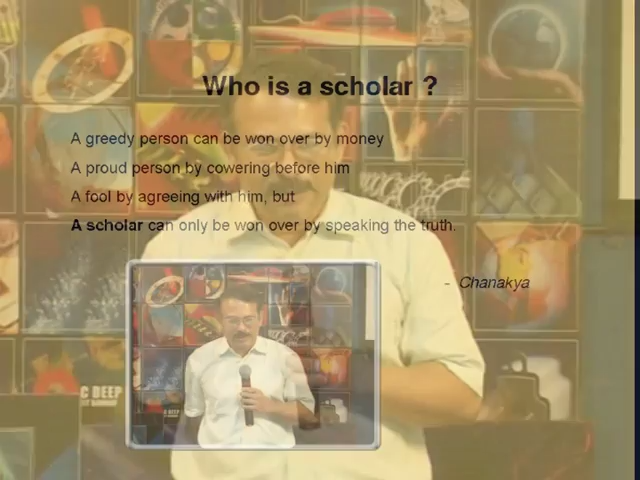 Who is a scholar ?
A greedy person can be won over by money
A proud person by cowering before him
A fool by agreeing with him, but
A scholar can only be won over by speaking the truth.
- Chanakya
C DEEP